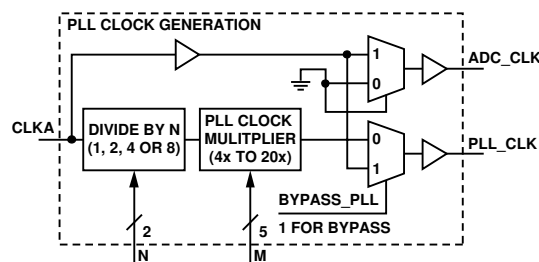 PLL CLOCK GENERATION
1
ADC_CLK
0
CLKA
DIVIDE BY N
(1, 2, 4 OR 8)
PLL CLOCK
MULITPLIER
(4x TO 20x)
0
PLL_CLK
1
BYPASS_PLL
1 FOR BYPASS
2
5
N
M